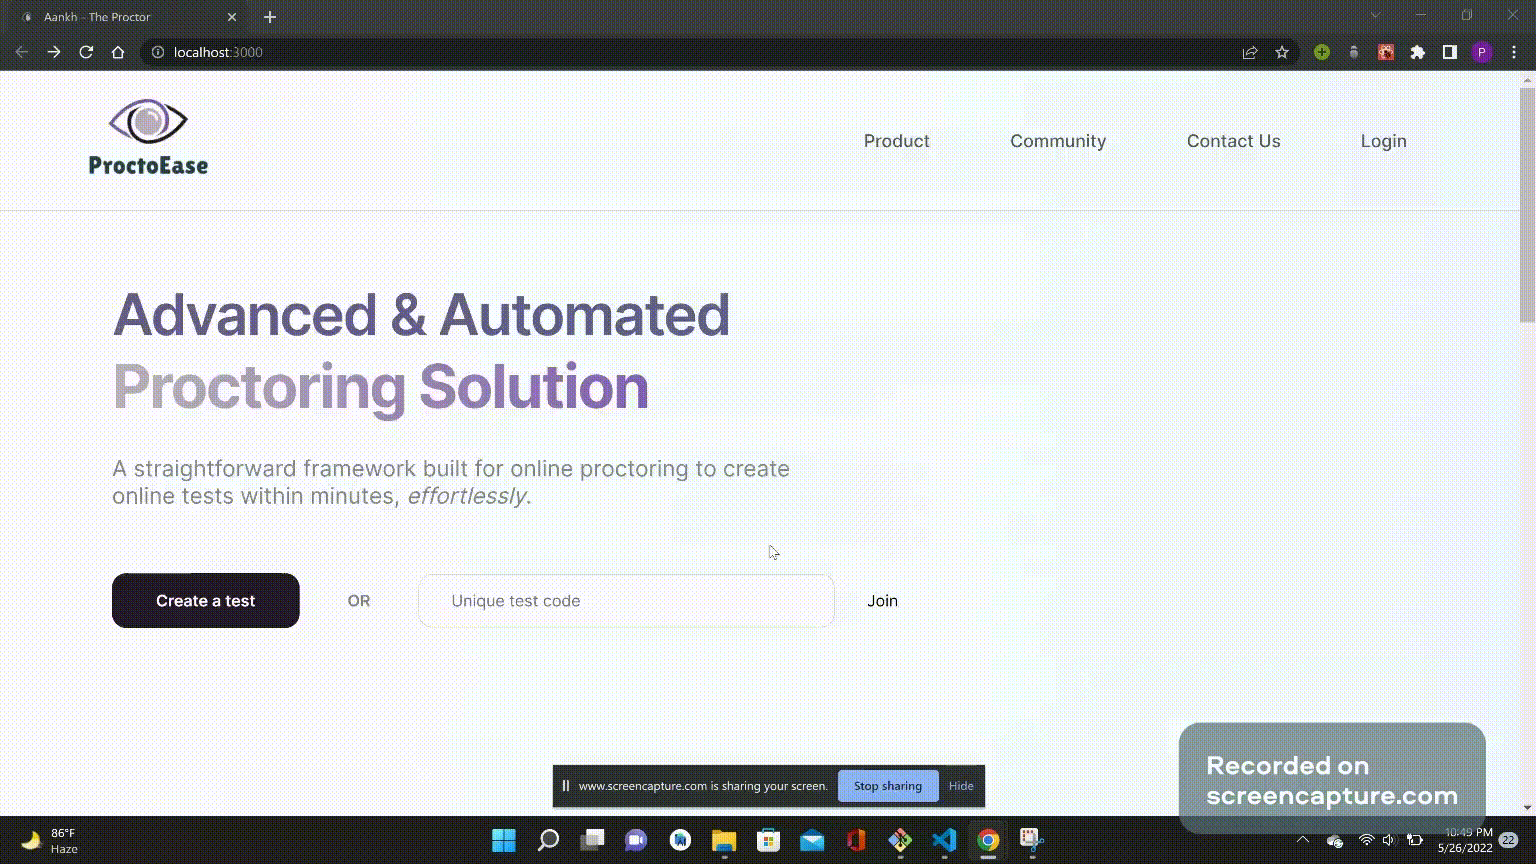 Aankh - The Proctor
localhost:3000
P
ProctoEase
Product
Community
Contact Us
Login
Advanced & Automated
Proctoring Solution
A straightforward framework built for online proctoring to create
online tests within minutes, effortlessly.
Create a test
OR
Unique test code
Join
www.screencapture.com is sharing your screen.
Stop sharing
Hide
Recorded on
screencapture.com
86°F
Haze
10:49 PM
5/26/2022
22